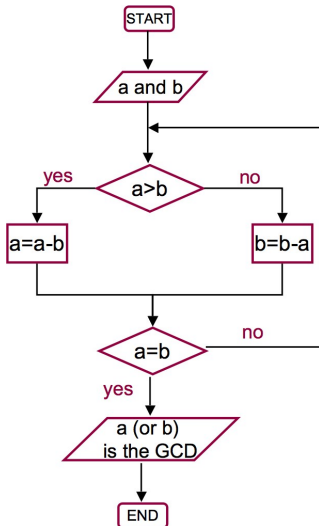 START
a and b
a>b
yes
no
a=a-b
b=b-a
a=b
no
yes
a (or b)
is the GCD
END